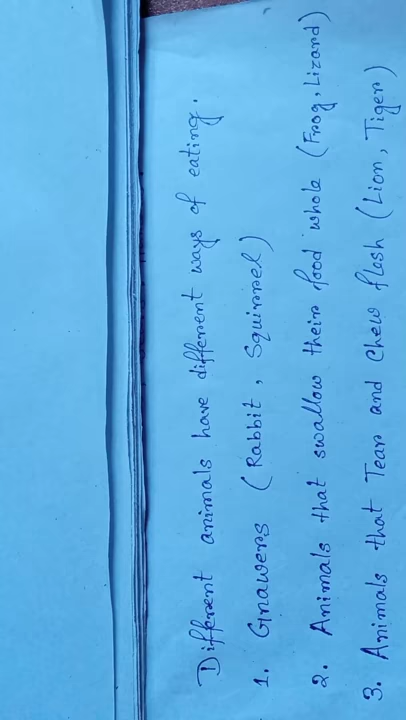 Different animals have different ways of eating.
1. Gnawers (Rabbit, Squirrel)
2. Animals that swallow their food whole (Frog, Lizard)
3. Animals that Tear and Chew flesh (Lion, Tiger)